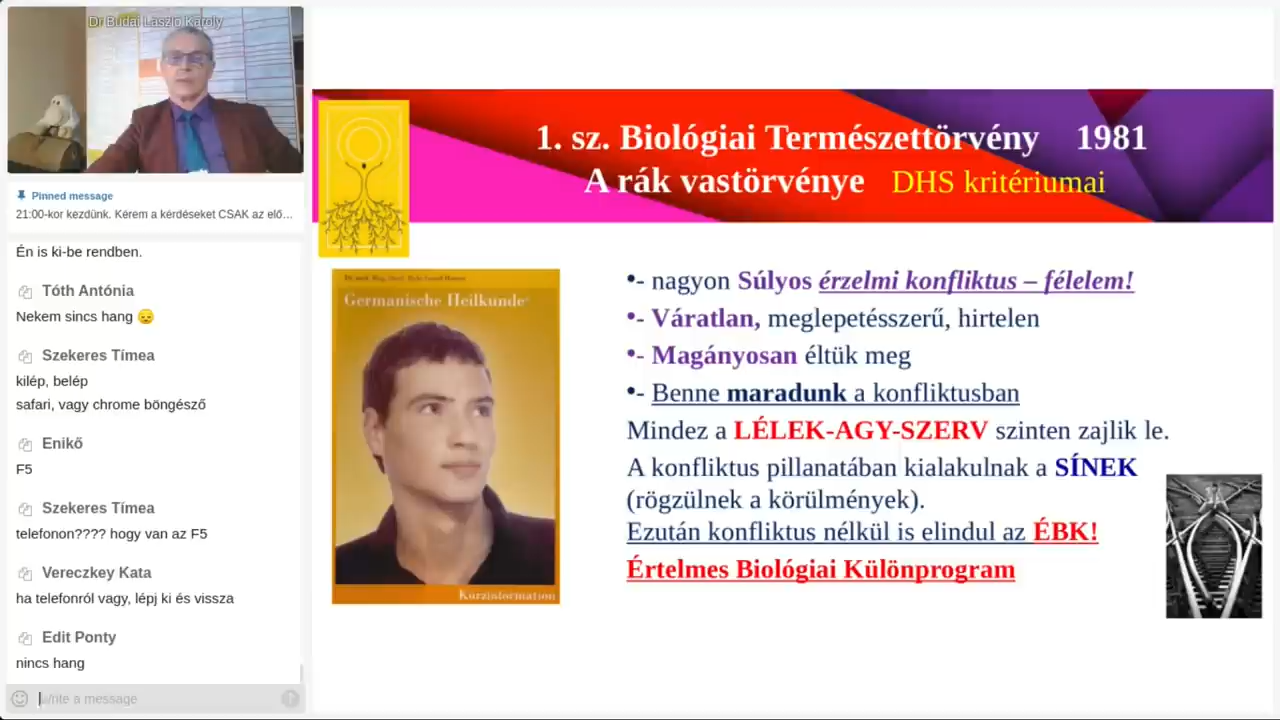 Dr Budai László Károly
Pinned message
21:00-kor kezdünk. Kérem a kérdéseket CSAK az elő…
Én is ki-be rendben.
Tóth Antónia
Nekem sincs hang 😔
Szekeres Tímea
kilép, belép
safari, vagy chrome böngésző
Enikő
F5
Szekeres Tímea
telefonon???? hogy van az F5
Vereczkey Kata
ha telefonról vagy, lépj ki és vissza
Edit Ponty
nincs hang
Write a message
1. sz. Biológiai Természettörvény 1981
A rák vastörvénye DHS kritériumai
Germanische Heilkunde®
Kurzinformation
•- nagyon Súlyos érzelmi konfliktus – félelem!
•- Váratlan, meglepetésszerű, hirtelen
•- Magányosan éltük meg
•- Benne maradunk a konfliktusban
Mindez a LÉLEK-AGY-SZERV szinten zajlik le.
A konfliktus pillanatában kialakulnak a SÍNEK
(rögzülnek a körülmények).
Ezután konfliktus nélkül is elindul az ÉBK!
Értelmes Biológiai Különprogram